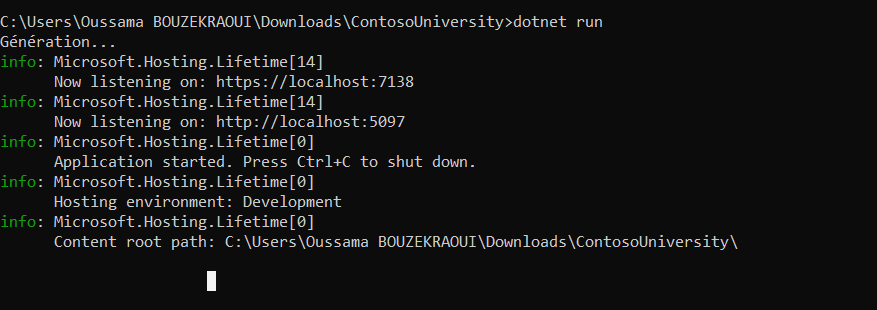 C:\Users\Oussama BOUZEKRAOUI\Downloads\ContosoUniversity>dotnet run
Génération...
info: Microsoft.Hosting.Lifetime[14]
      Now listening on: https://localhost:7138
info: Microsoft.Hosting.Lifetime[14]
      Now listening on: http://localhost:5097
info: Microsoft.Hosting.Lifetime[0]
      Application started. Press Ctrl+C to shut down.
info: Microsoft.Hosting.Lifetime[0]
      Hosting environment: Development
info: Microsoft.Hosting.Lifetime[0]
      Content root path: C:\Users\Oussama BOUZEKRAOUI\Downloads\ContosoUniversity\